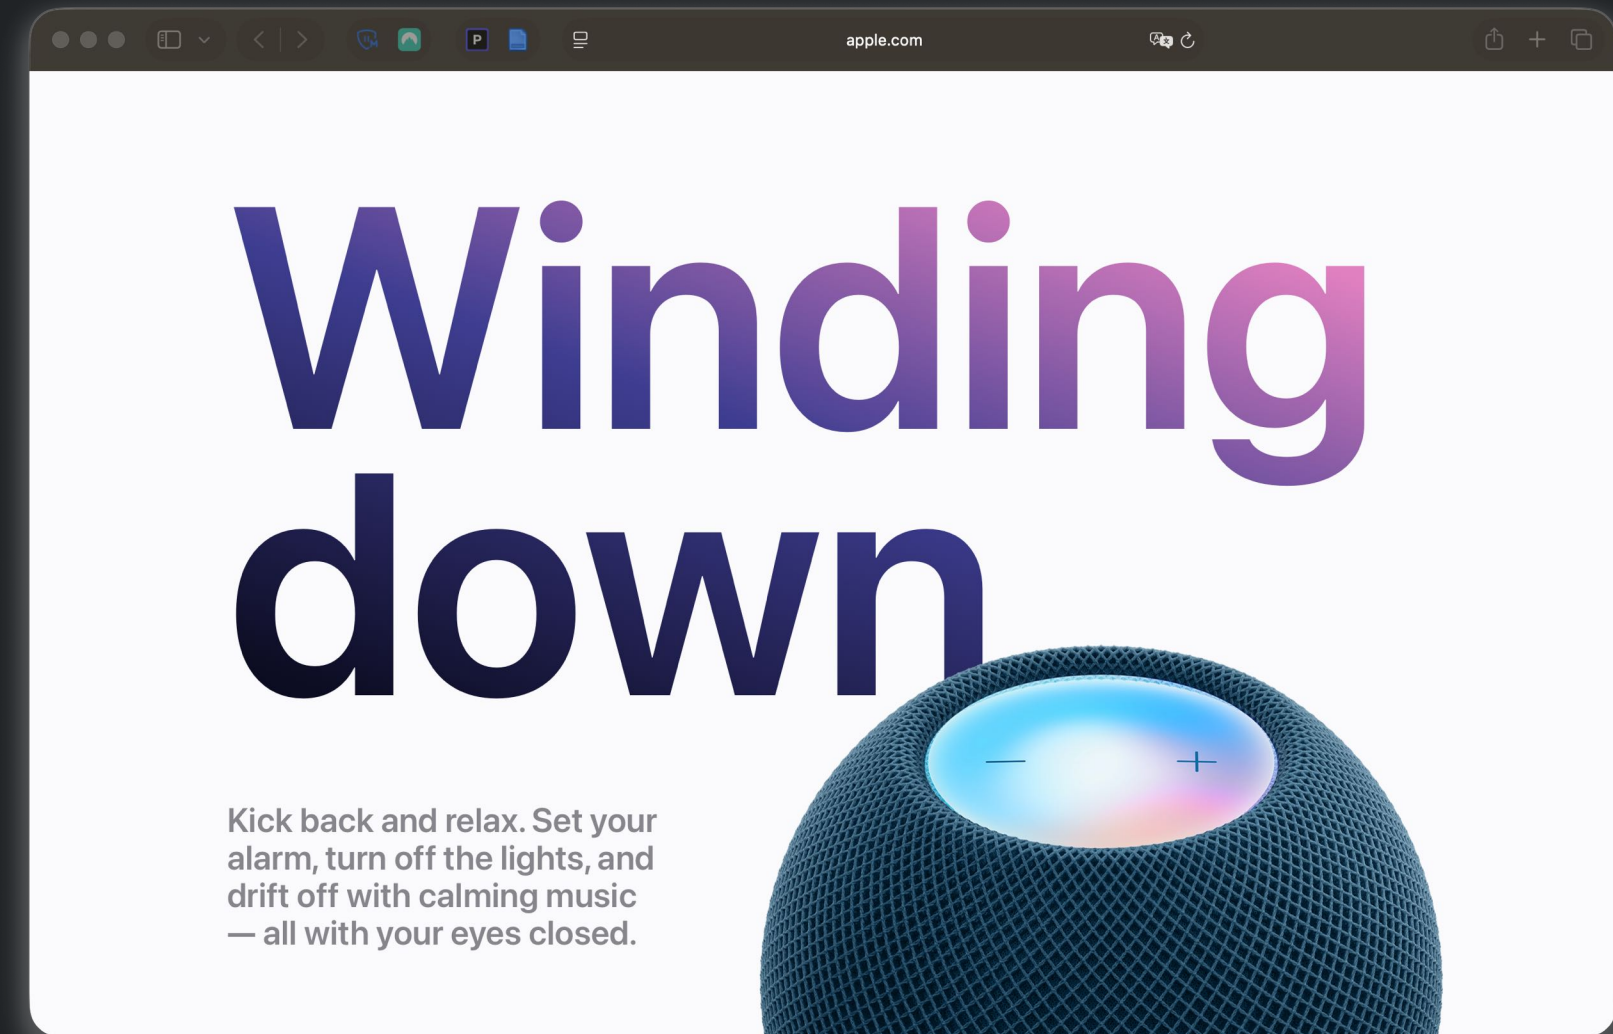 P
apple.com
Winding
down
Kick back and relax. Set your
alarm, turn off the lights, and
drift off with calming music
— all with your eyes closed.